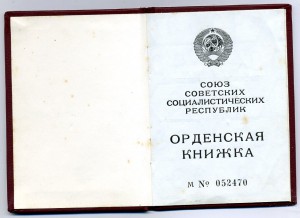 СОЮЗ
СОВЕТСКИХ
СОЦИАЛИСТИЧЕСКИХ
РЕСПУБЛИК
ОРДЕНСКАЯ
КНИЖКА
М № 052470